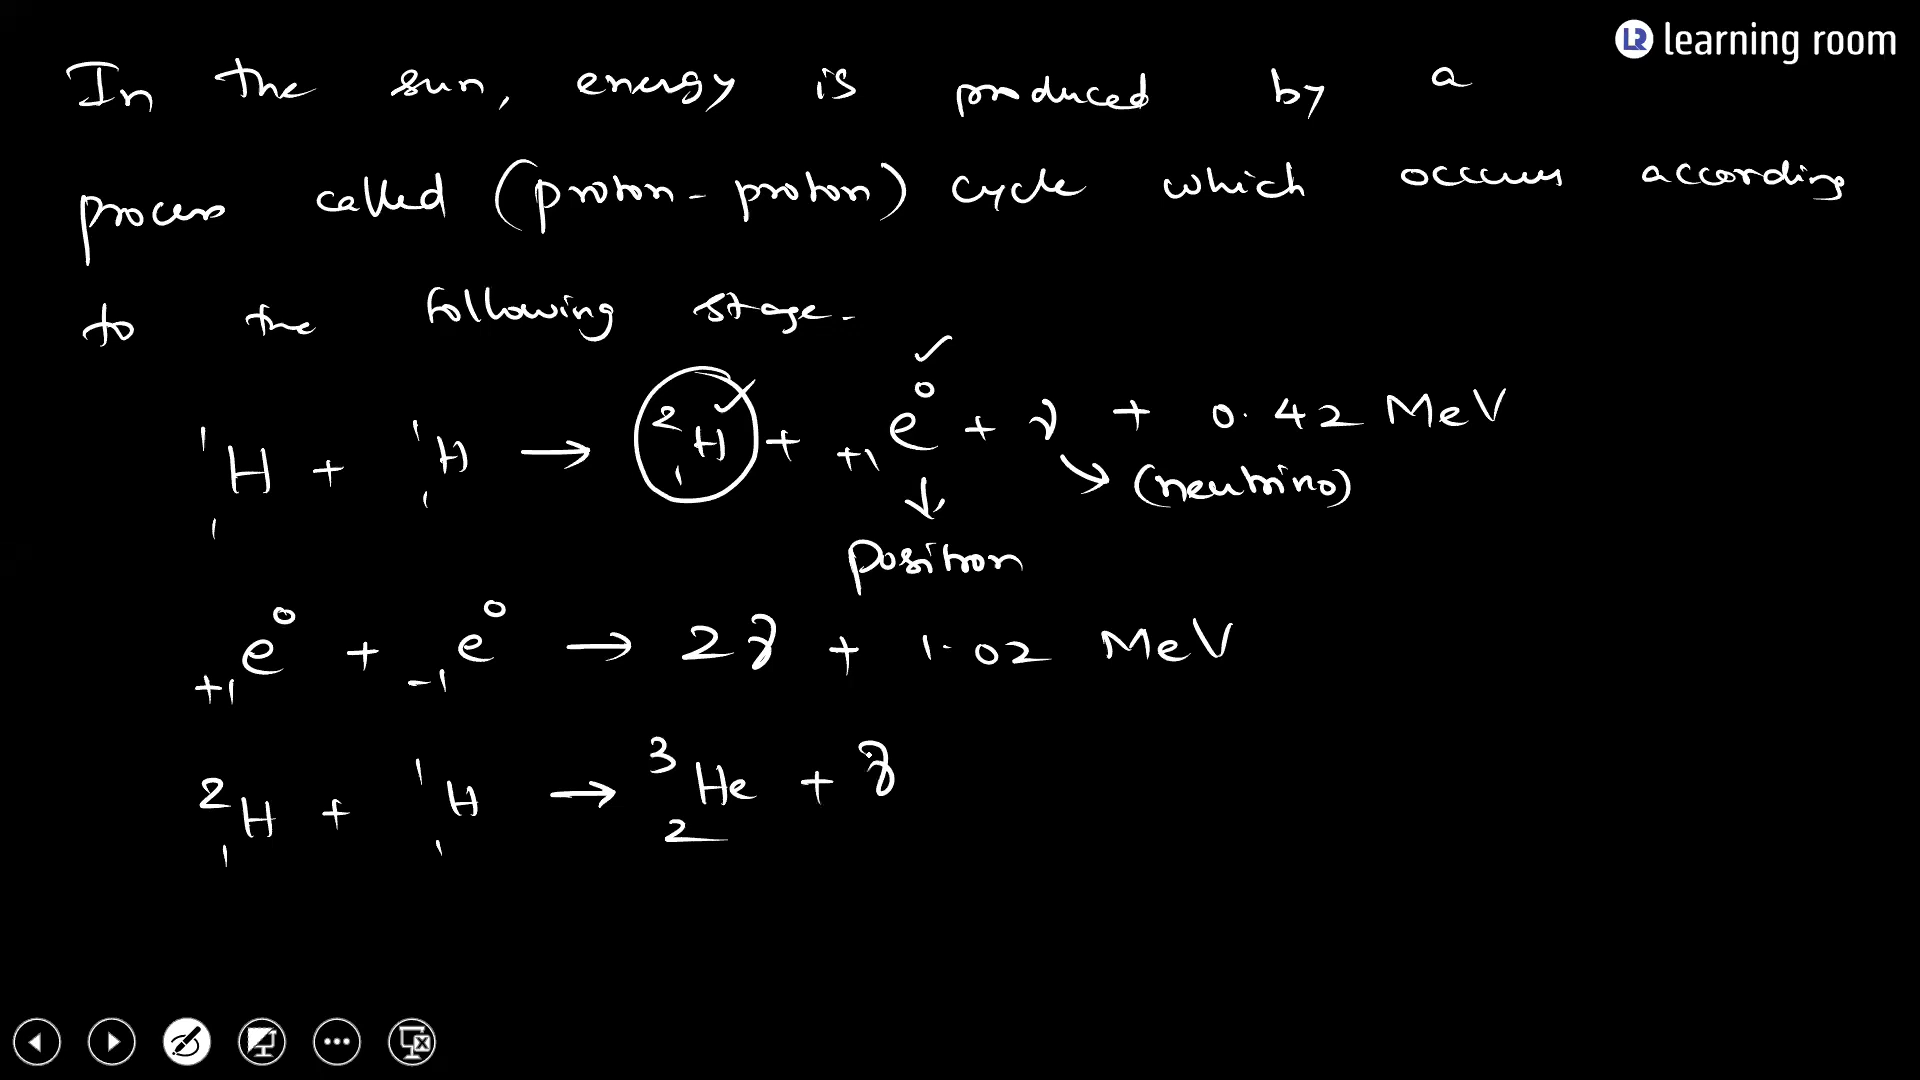 learning room
In the sun, energy is produced by a
process called (proton-proton) cycle which occurs according
to the following stage.
¹₁H + ¹₁H → ²₁H + ₊₁e⁰ + ν + 0.42 MeV
(neutrino)
positron
₊₁e⁰ + ₋₁e⁰ → 2γ + 1.02 MeV
²₁H + ¹₁H → ³₂He + γ